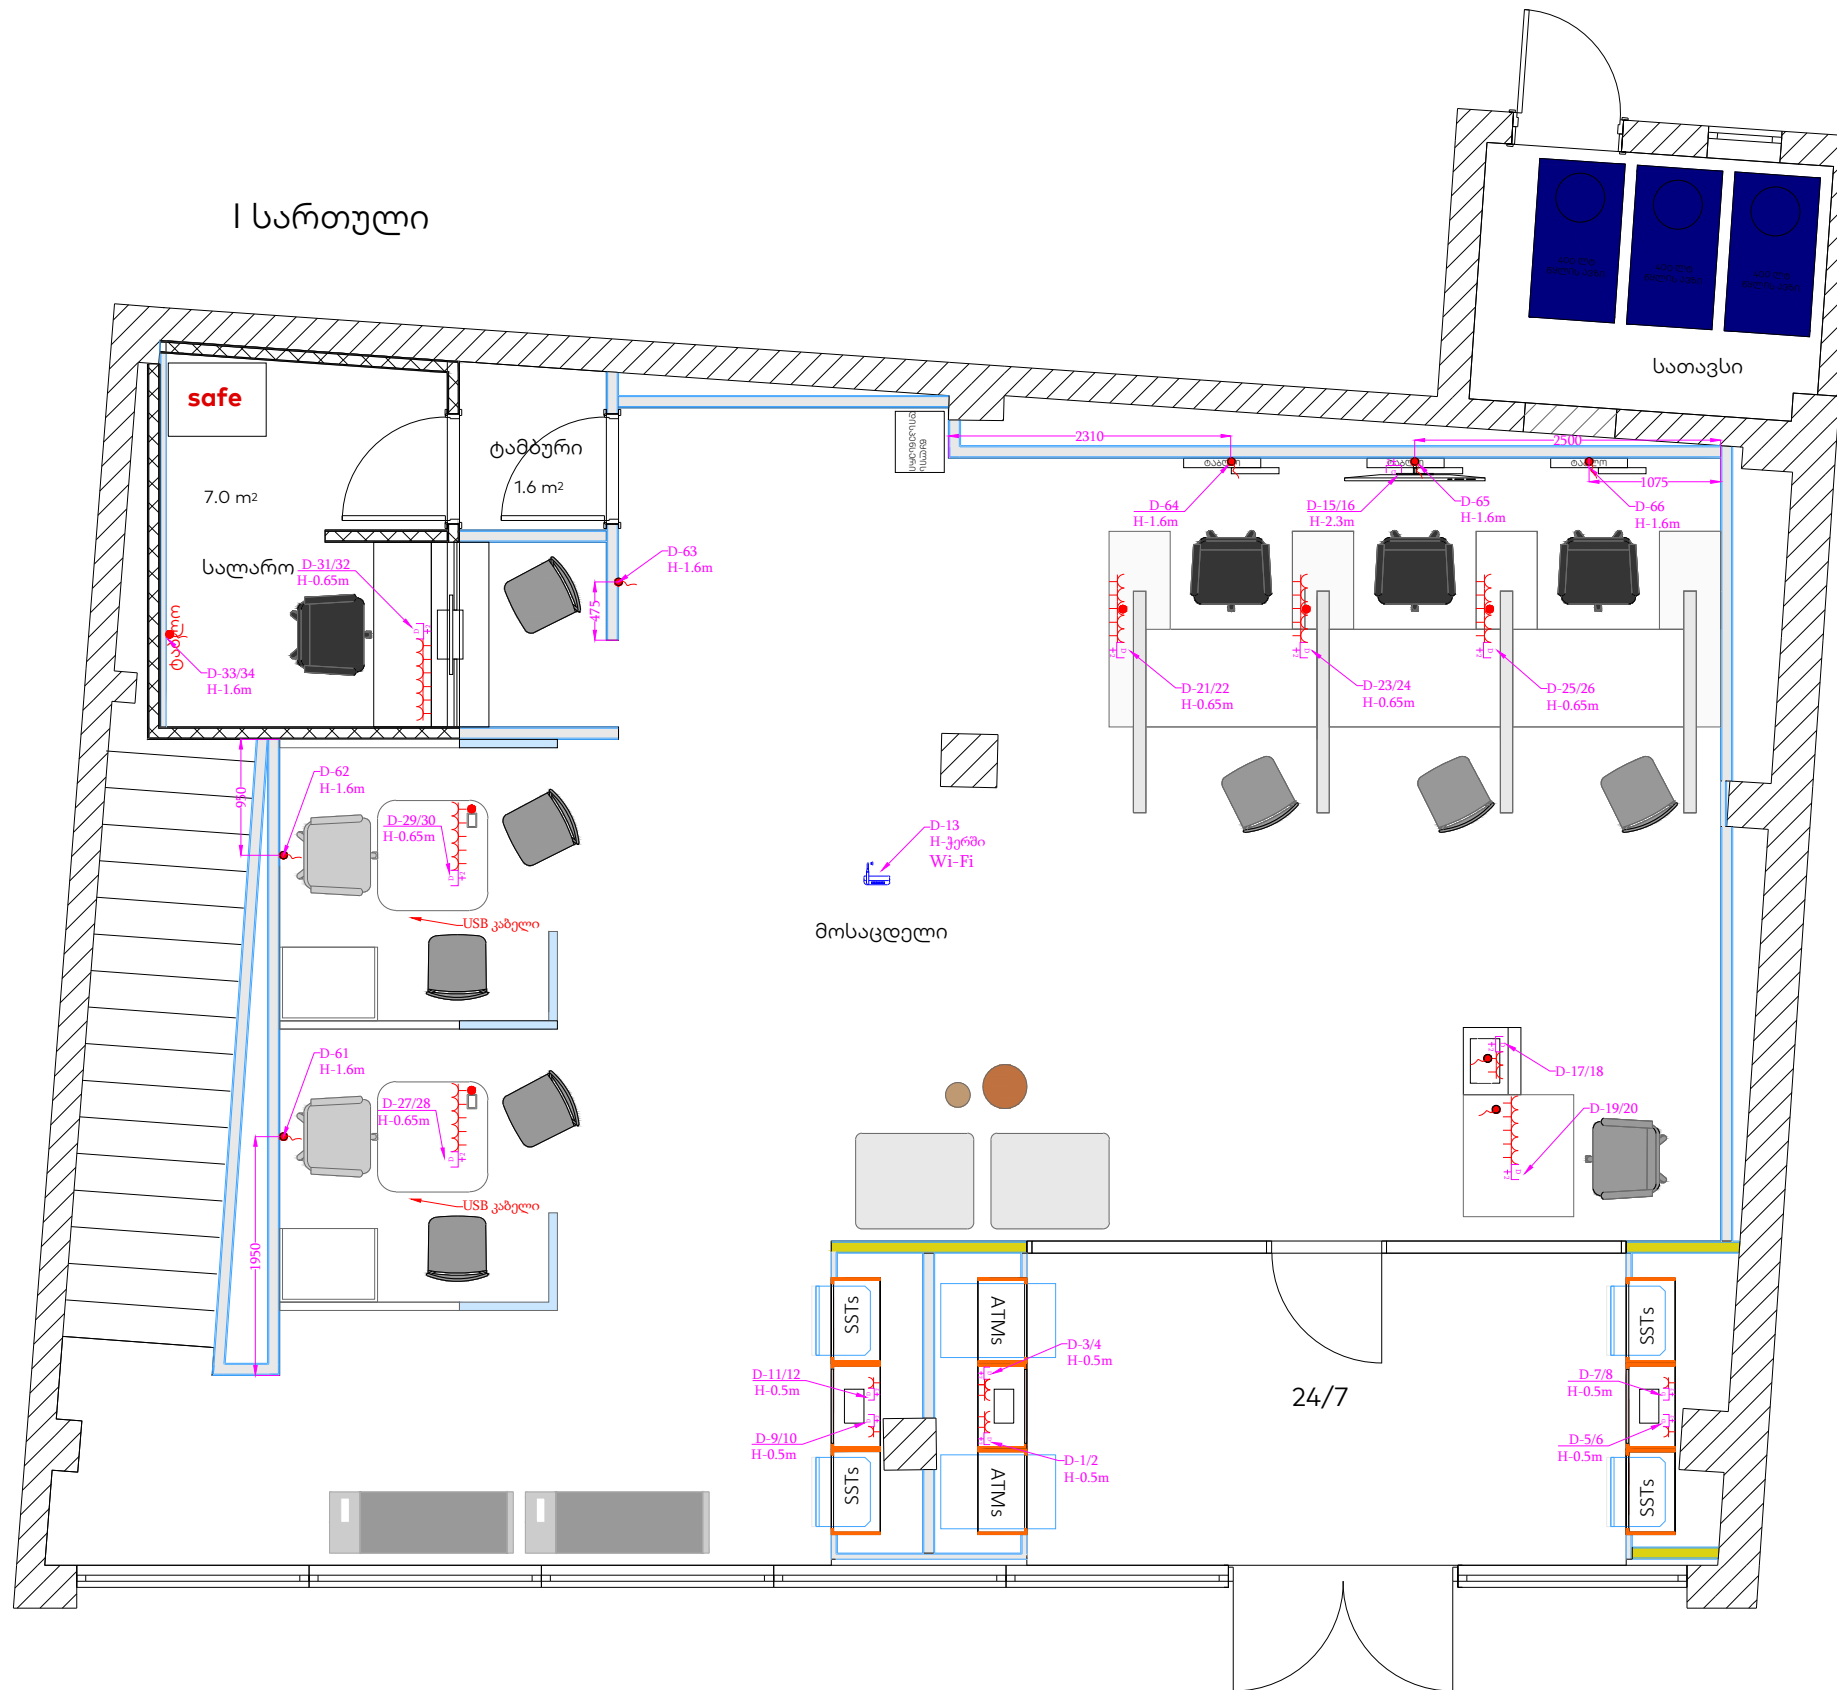 I სართული
სათავსი
safe
ტამბური
1.6 m²
7.0 m²
სალარო
D-31/32
H-0.65m
D-63
H-1.6m
475
ტაბლო
D-33/34
H-1.6m
2310
2500
1075
ტაბლო
ტაბლო
ტაბლო
D-64
H-1.6m
D-15/16
H-2.3m
D-65
H-1.6m
D-66
H-1.6m
D-21/22
H-0.65m
D-23/24
H-0.65m
D-25/26
H-0.65m
950
D-62
H-1.6m
D-29/30
H-0.65m
USB კაბელი
D-13
H-ჭერში
Wi-Fi
მოსაცდელი
D-61
H-1.6m
D-27/28
H-0.65m
USB კაბელი
1950
D-17/18
D-19/20
SSTs
ATMs
SSTs
D-3/4
H-0.5m
D-11/12
H-0.5m
D-7/8
H-0.5m
24/7
D-9/10
H-0.5m
D-1/2
H-0.5m
D-5/6
H-0.5m
SSTs
ATMs
SSTs